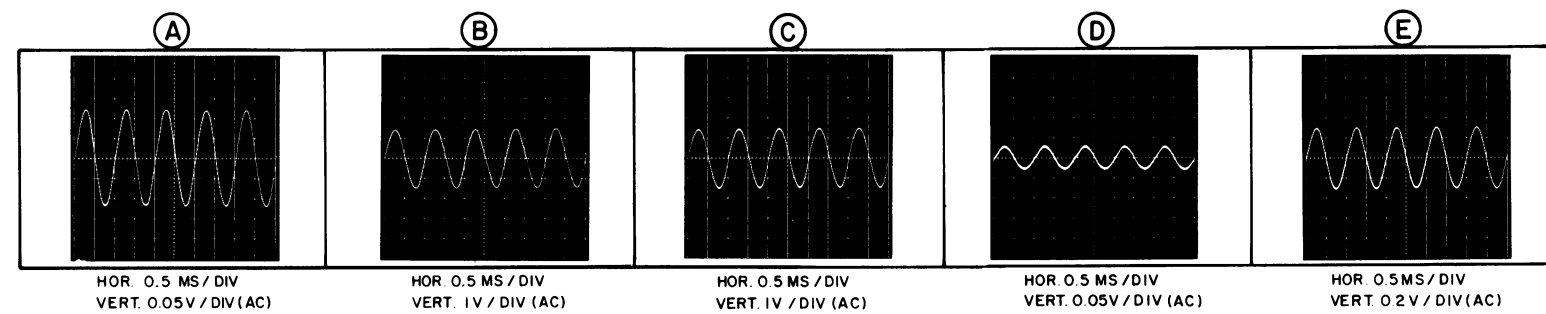 A
B
C
D
E
HOR. 0.5 MS / DIV
VERT. 0.05V / DIV (AC)
HOR. 0.5 MS / DIV
VERT. 1V / DIV (AC)
HOR. 0.5 MS / DIV
VERT. 1V / DIV (AC)
HOR. 0.5 MS / DIV
VERT. 0.05V / DIV (AC)
HOR. 0.5 MS / DIV
VERT. 0.2V / DIV (AC)